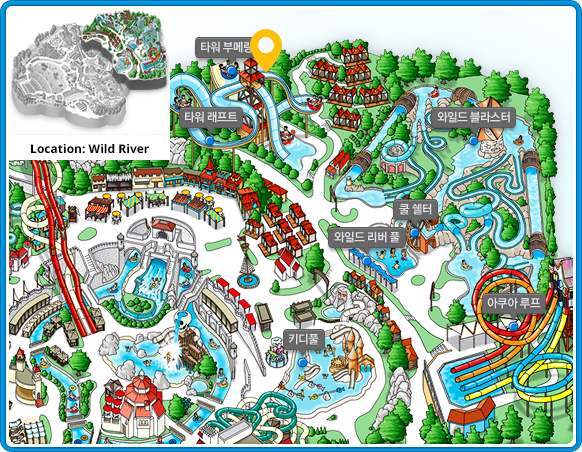 타워 부메랑
타워 래프트
와일드 블라스터
쿨 쉘터
와일드 리버 풀
아쿠아 루프
키디풀
Location: Wild River